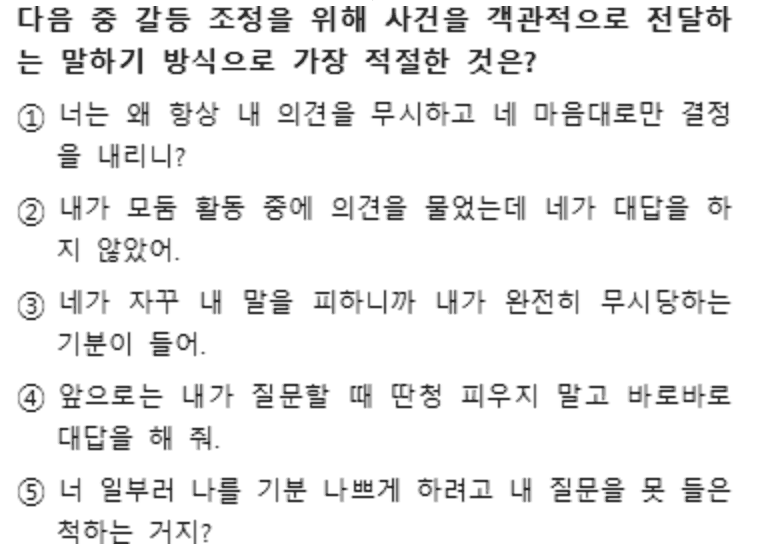 다음 중 갈등 조정을 위해 사건을 객관적으로 전달하
는 말하기 방식으로 가장 적절한 것은?
① 너는 왜 항상 내 의견을 무시하고 네 마음대로만 결정
을 내리니?
② 내가 모둠 활동 중에 의견을 물었는데 네가 대답을 하
지 않았어.
③ 네가 자꾸 내 말을 피하니까 내가 완전히 무시당하는
기분이 들어.
④ 앞으로는 내가 질문할 때 딴청 피우지 말고 바로바로
대답을 해 줘.
⑤ 너 일부러 나를 기분 나쁘게 하려고 내 질문을 못 들은
척하는 거지?